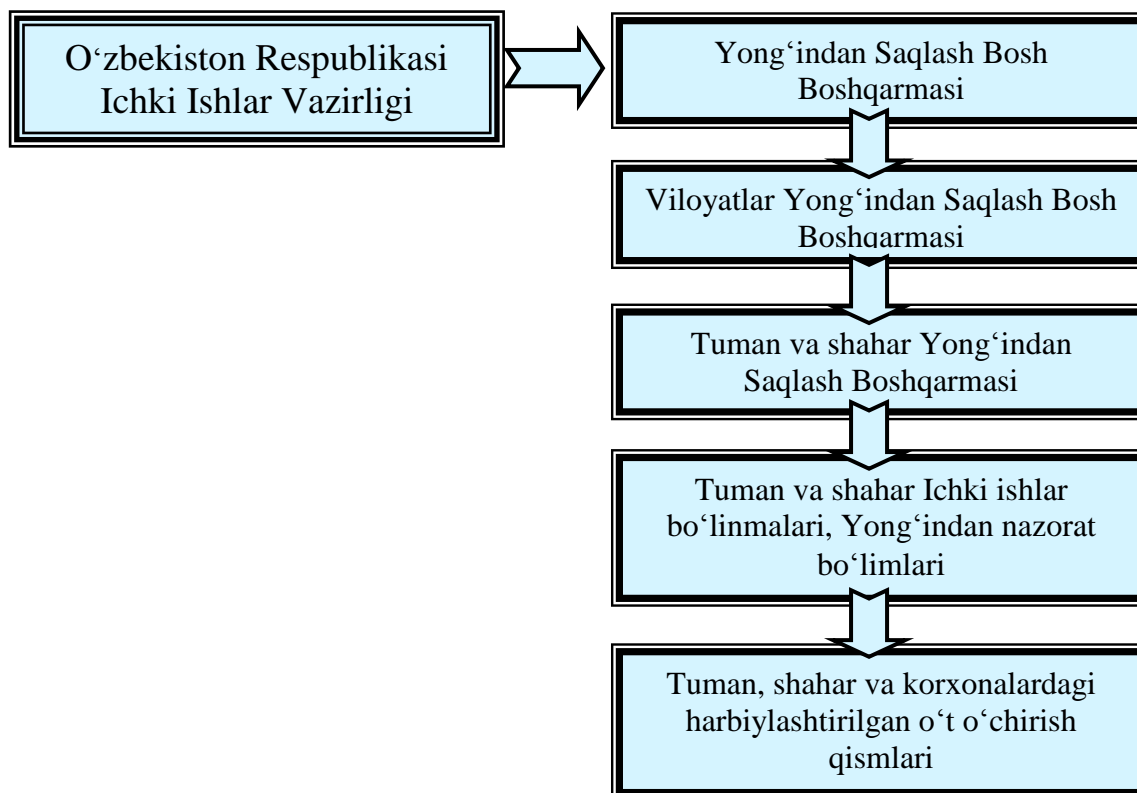 O‘zbekiston Respublikasi
Ichki Ishlar Vazirligi
Yong‘indan Saqlash Bosh
Boshqarmasi
Viloyatlar Yong‘indan Saqlash Bosh
Boshqarmasi
Tuman va shahar Yong‘indan
Saqlash Boshqarmasi
Tuman va shahar Ichki ishlar
bo‘linmalari, Yong‘indan nazorat
bo‘limlari
Tuman, shahar va korxonalardagi
harbiylashtirilgan o‘t o‘chirish
qismlari